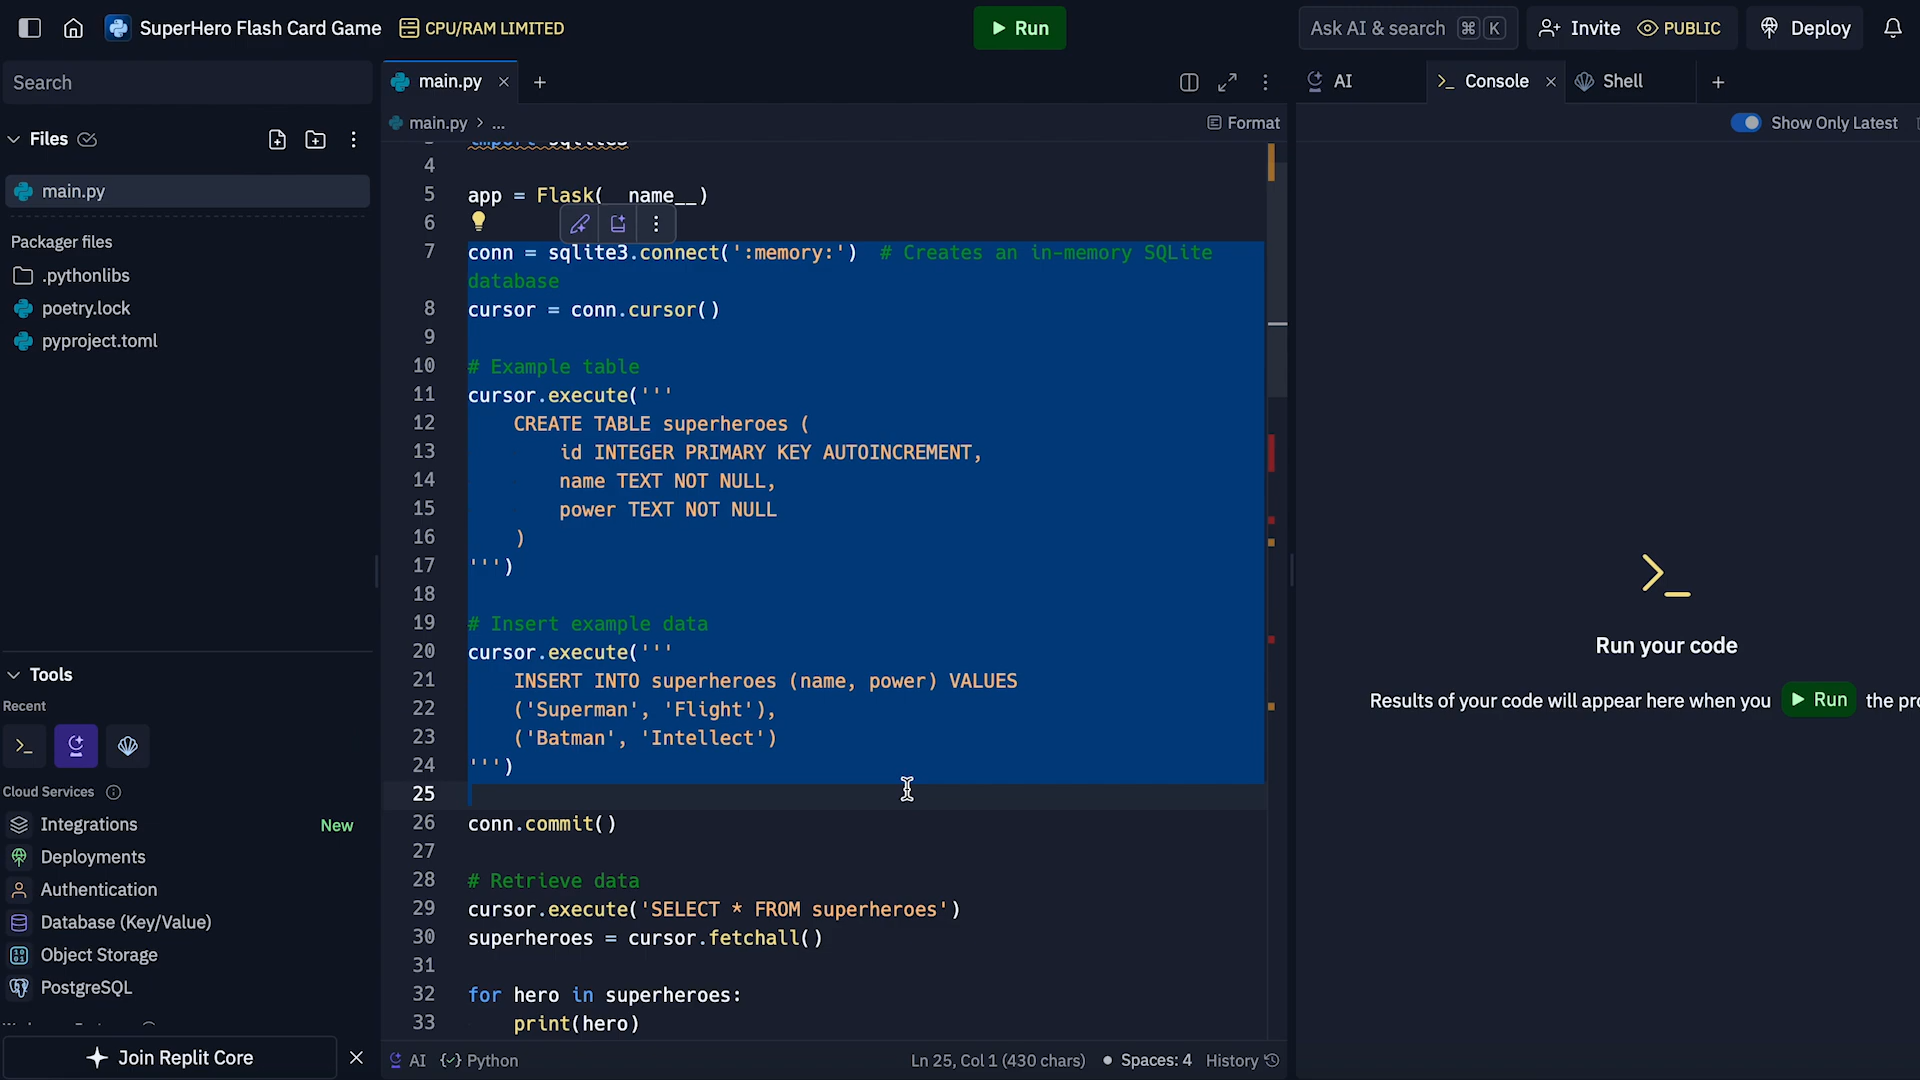 SuperHero Flash Card Game
CPU/RAM LIMITED
Run
Ask AI & search ⌘ K
Invite
PUBLIC
Deploy
Search
main.py
+
AI
Console
Shell
+
main.py > ...
Format
Show Only Latest
Files
main.py
Packager files
.pythonlibs
poetry.lock
pyproject.toml
import sqlite3
4
5 app = Flask(__name__)
6
7 conn = sqlite3.connect(':memory:')  # Creates an in-memory SQLite
database
8 cursor = conn.cursor()
9
10 # Example table
11 cursor.execute('''
12     CREATE TABLE superheroes (
13         id INTEGER PRIMARY KEY AUTOINCREMENT,
14         name TEXT NOT NULL,
15         power TEXT NOT NULL
16     )
17 ''')
18
19 # Insert example data
20 cursor.execute('''
21     INSERT INTO superheroes (name, power) VALUES
22     ('Superman', 'Flight'),
23     ('Batman', 'Intellect')
24 ''')
25
26 conn.commit()
27
28 # Retrieve data
29 cursor.execute('SELECT * FROM superheroes')
30 superheroes = cursor.fetchall()
31
32 for hero in superheroes:
33     print(hero)
Run your code
Results of your code will appear here when you Run the pro
Tools
Recent
Cloud Services
Integrations New
Deployments
Authentication
Database (Key/Value)
Object Storage
PostgreSQL
Join Replit Core
AI
Python
Ln 25, Col 1 (430 chars)
Spaces: 4
History